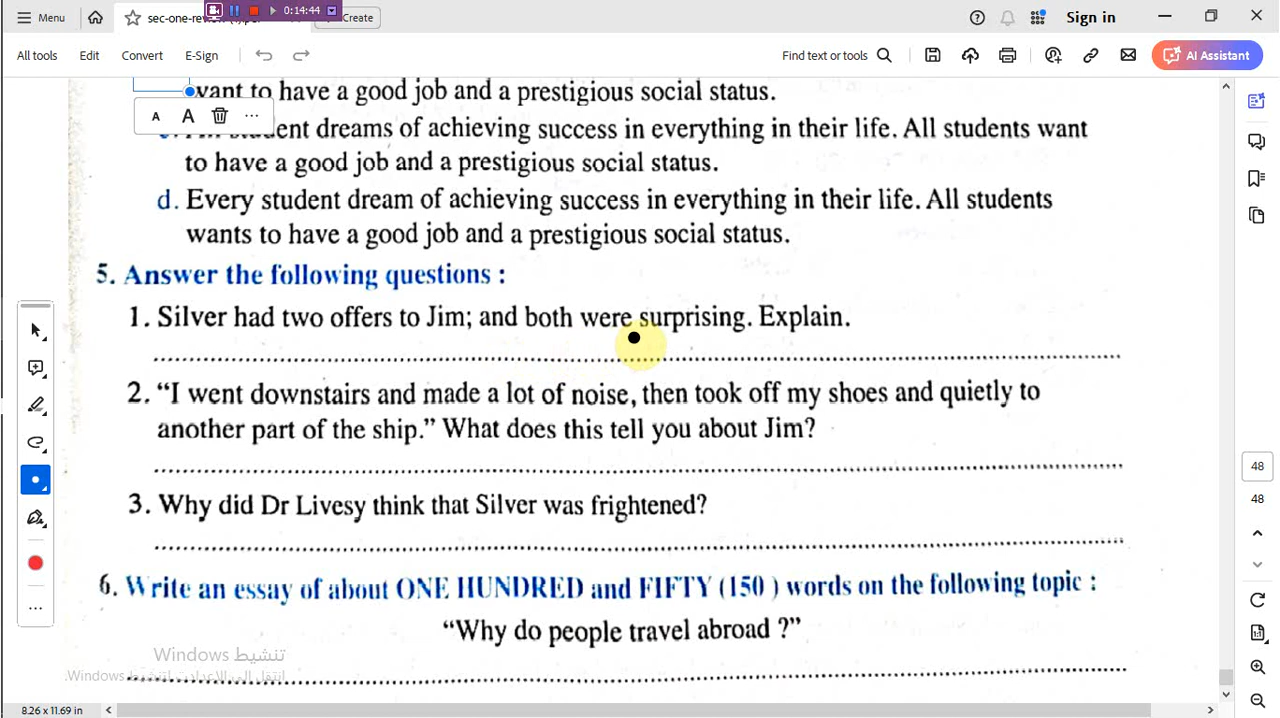 Menu
sec-one-re
0:14:44
Create
Sign in
All tools
Edit
Convert
E-Sign
Find text or tools
AI Assistant
want to have a good job and a prestigious social status.
A A
student dreams of achieving success in everything in their life. All students want
to have a good job and a prestigious social status.
d. Every student dream of achieving success in everything in their life. All students
wants to have a good job and a prestigious social status.
5. Answer the following questions :
1. Silver had two offers to Jim; and both were surprising. Explain.
2. “I went downstairs and made a lot of noise, then took off my shoes and quietly to
another part of the ship.” What does this tell you about Jim?
3. Why did Dr Livesy think that Silver was frightened?
6. Write an essay of about ONE HUNDRED and FIFTY (150 ) words on the following topic :
“Why do people travel abroad ?”
تنشيط Windows
انتقل إلى الإعدادات لتنشيط Windows.
48
48
8.26 x 11.69 in